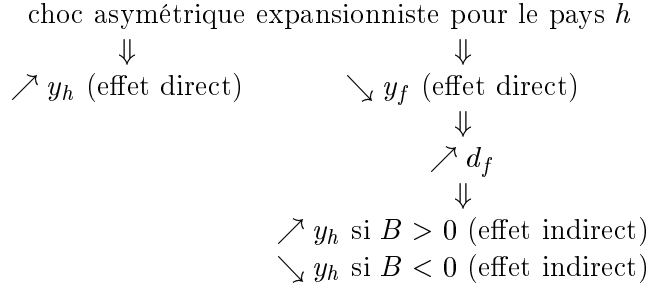 choc asymétrique expansionniste pour le pays h
⇓ ⇓
↗ y_h (effet direct) ↘ y_f (effet direct)
⇓
↗ d_f
⇓
↗ y_h si B > 0 (effet indirect)
↘ y_h si B < 0 (effet indirect)